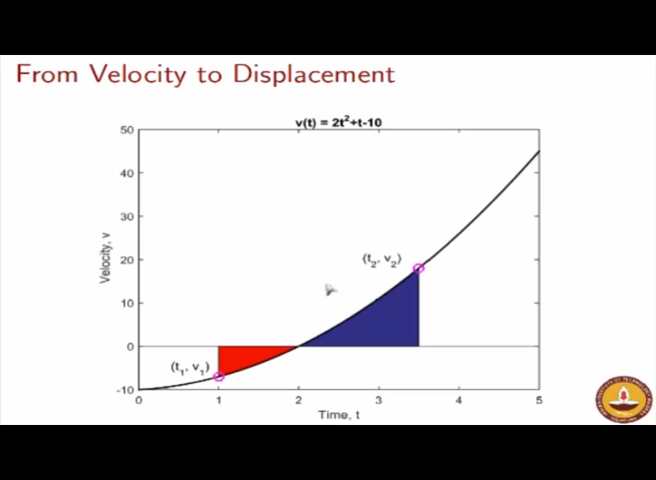 From Velocity to Displacement
v(t) = 2t²+t-10
50
40
30
20
10
0
-10
Velocity, v
(t₂, v₂)
(t₁, v₁)
0 1 2 3 4 5
Time, t